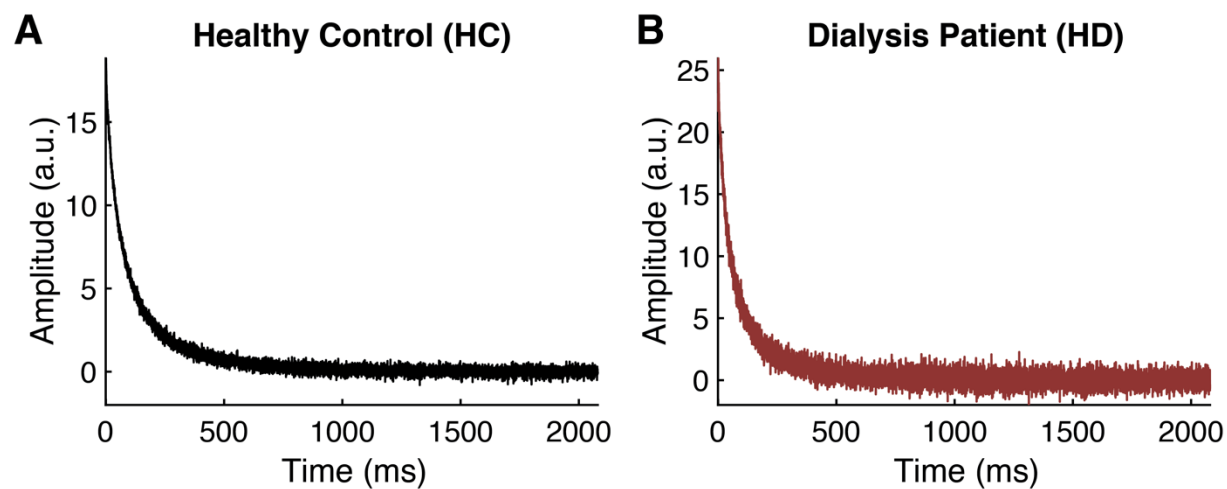 A
Healthy Control (HC)
Amplitude (a.u.)
15
10
5
0
0
500
1000
1500
2000
Time (ms)
B
Dialysis Patient (HD)
Amplitude (a.u.)
25
20
15
10
5
0
0
500
1000
1500
2000
Time (ms)